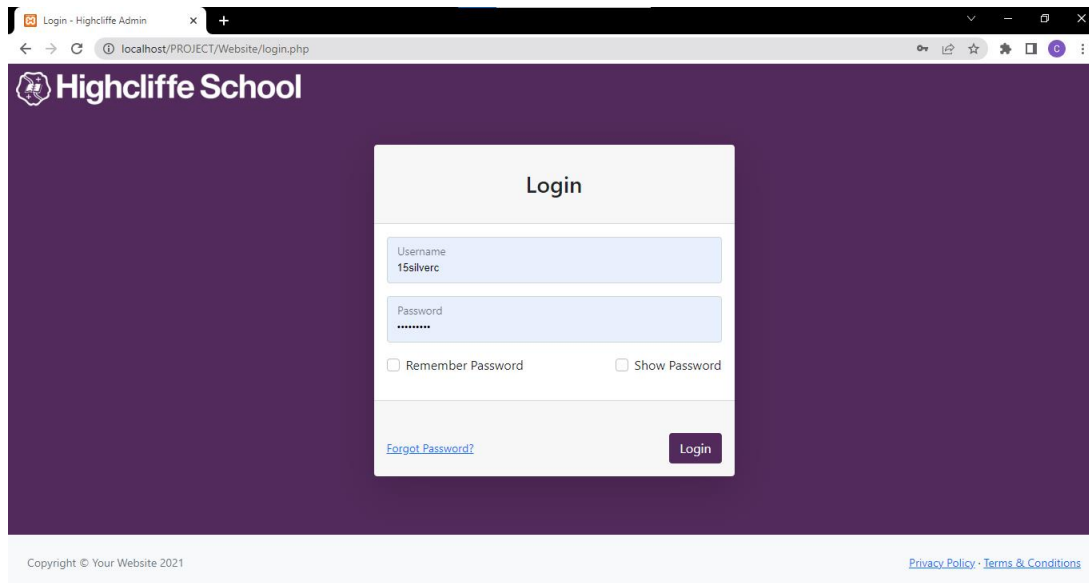 Login - Highcliffe Admin
localhost/PROJECT/Website/login.php
C
Highcliffe School
Login
Username
15silverc
Password
•••••••••
Remember Password Show Password
Forgot Password? Login
Copyright © Your Website 2021 Privacy Policy · Terms & Conditions